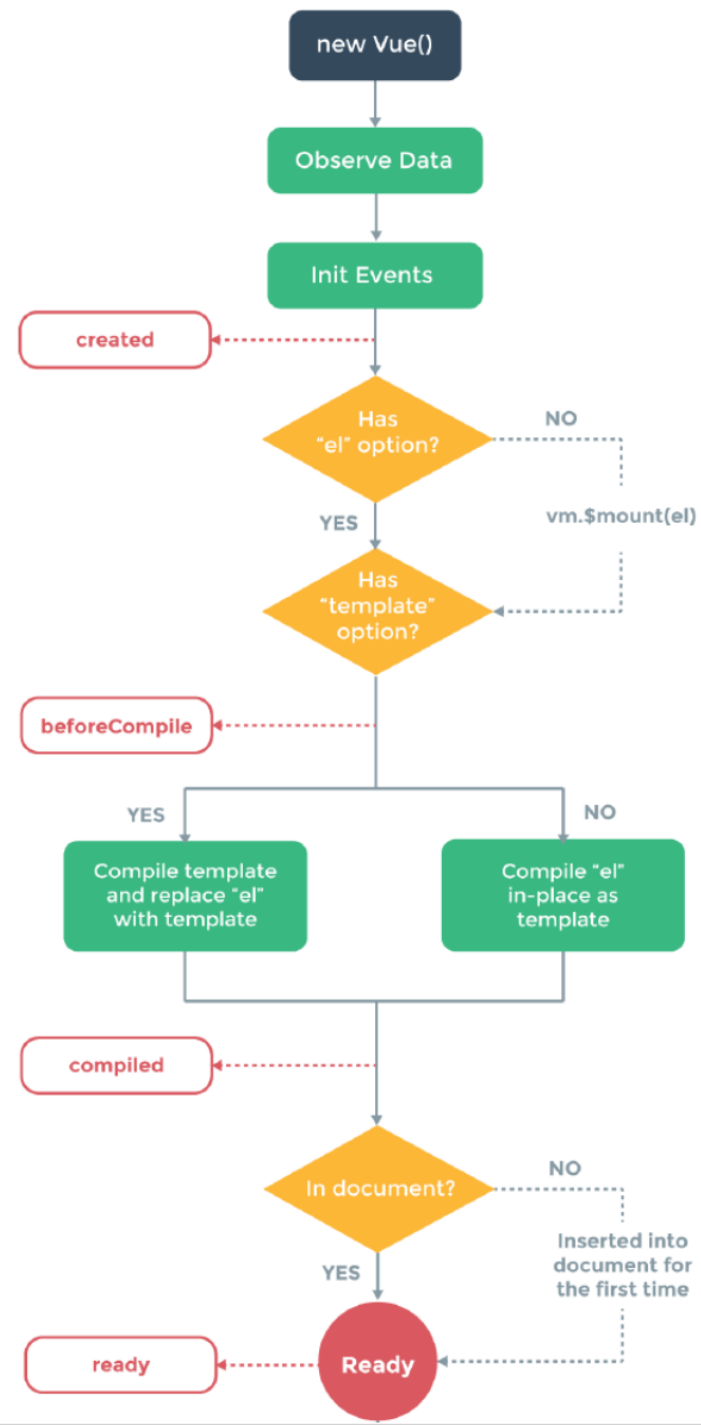 new Vue()
Observe Data
Init Events
created
Has
“el” option?
NO
YES
vm.$mount(el)
Has
“template”
option?
beforeCompile
YES
NO
Compile template
and replace “el”
with template
Compile “el”
in-place as
template
compiled
In document?
NO
YES
Inserted into
document for
the first time
ready
Ready